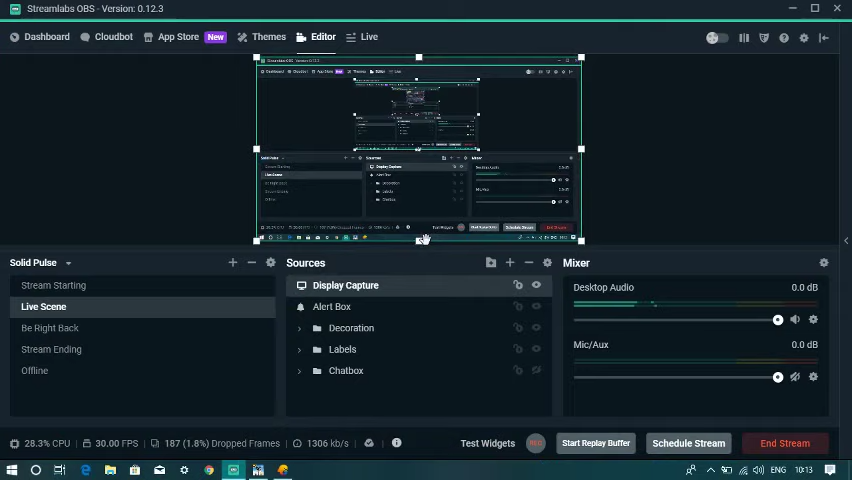 Streamlabs OBS - Version: 0.12.3
Dashboard Cloudbot App Store New Themes Editor Live
Solid Pulse
Stream Starting
Live Scene
Be Right Back
Stream Ending
Offline
Sources
Display Capture
Alert Box
Decoration
Labels
Chatbox
Mixer
Desktop Audio 0.0 dB
Mic/Aux 0.0 dB
28.3% CPU 30.00 FPS 187 (1.8%) Dropped Frames 1306 kb/s Test Widgets REC Start Replay Buffer Schedule Stream End Stream
ENG 10:13